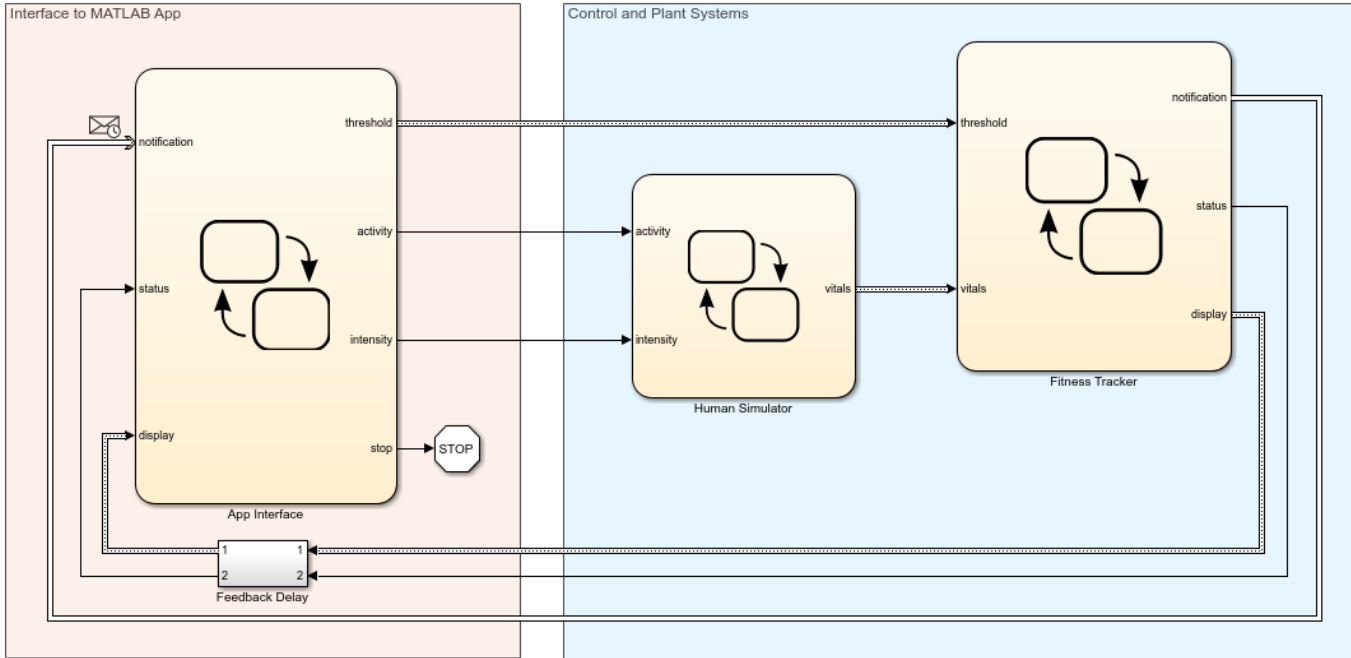 Interface to MATLAB App
Control and Plant Systems
notification
threshold
activity
status
intensity
display
stop
App Interface
STOP
activity
intensity
vitals
Human Simulator
threshold
vitals
notification
status
display
Fitness Tracker
1
1
2
2
Feedback Delay